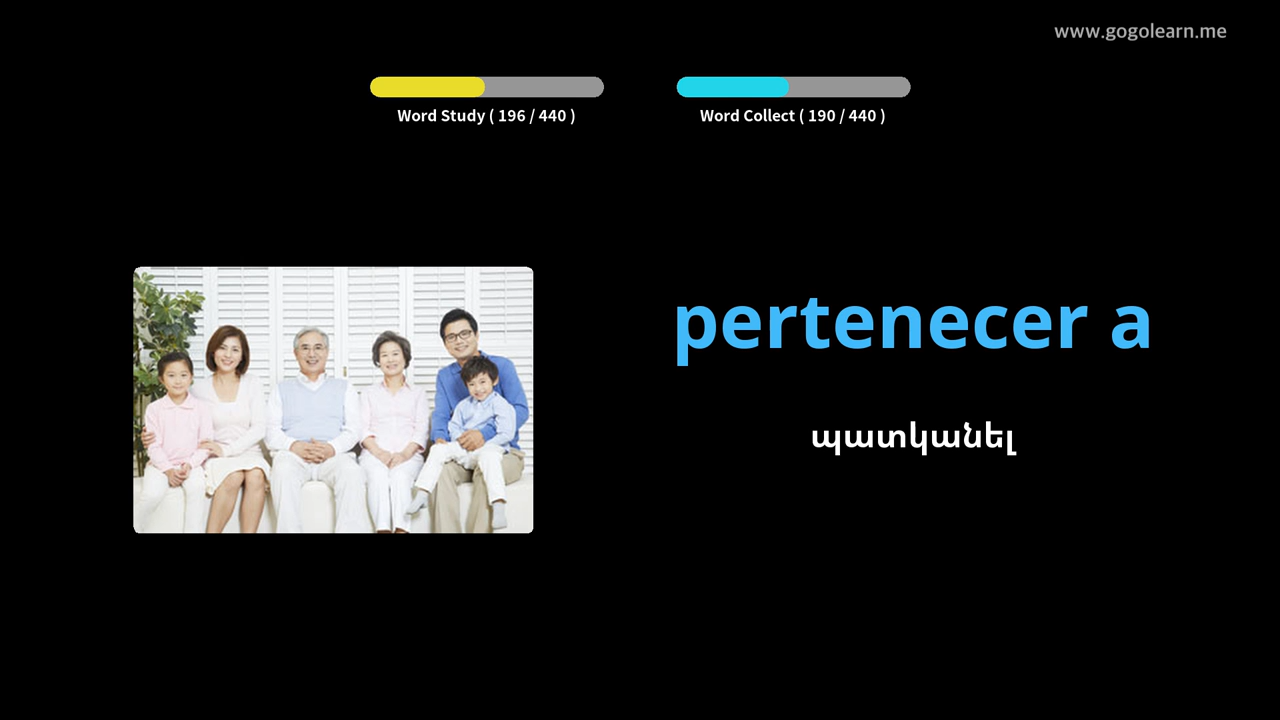 www.gogolearn.me
Word Study ( 196 / 440 )
Word Collect ( 190 / 440 )
pertenecer a
պատկանել